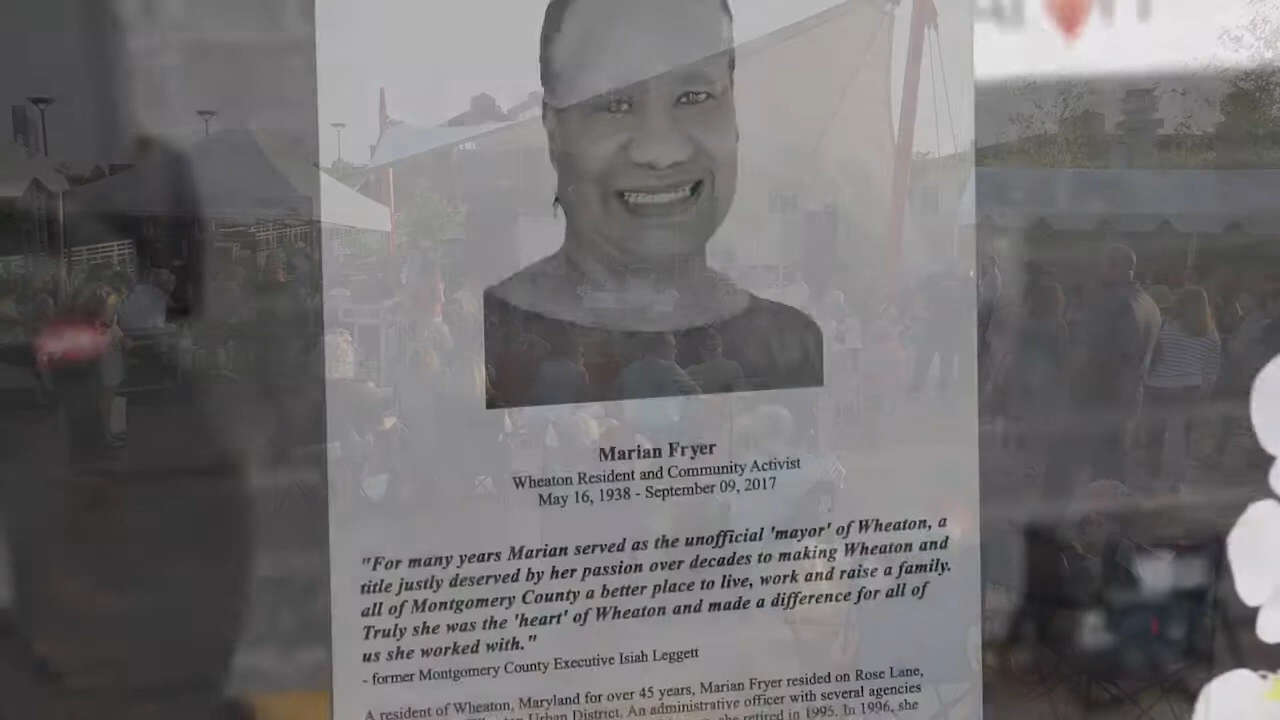 Marian Fryer
Wheaton Resident and Community Activist
May 16, 1938 - September 09, 2017
"For many years Marian served as the unofficial 'mayor' of Wheaton, a
title justly deserved by her passion over decades to making Wheaton and
all of Montgomery County a better place to live, work and raise a family.
Truly she was the 'heart' of Wheaton and made a difference for all of
us she worked with."
- former Montgomery County Executive Isiah Leggett
A resident of Wheaton, Maryland for over 45 years, Marian Fryer resided on Rose Lane,
Urban District. An administrative officer with several agencies
she retired in 1995. In 1996, she